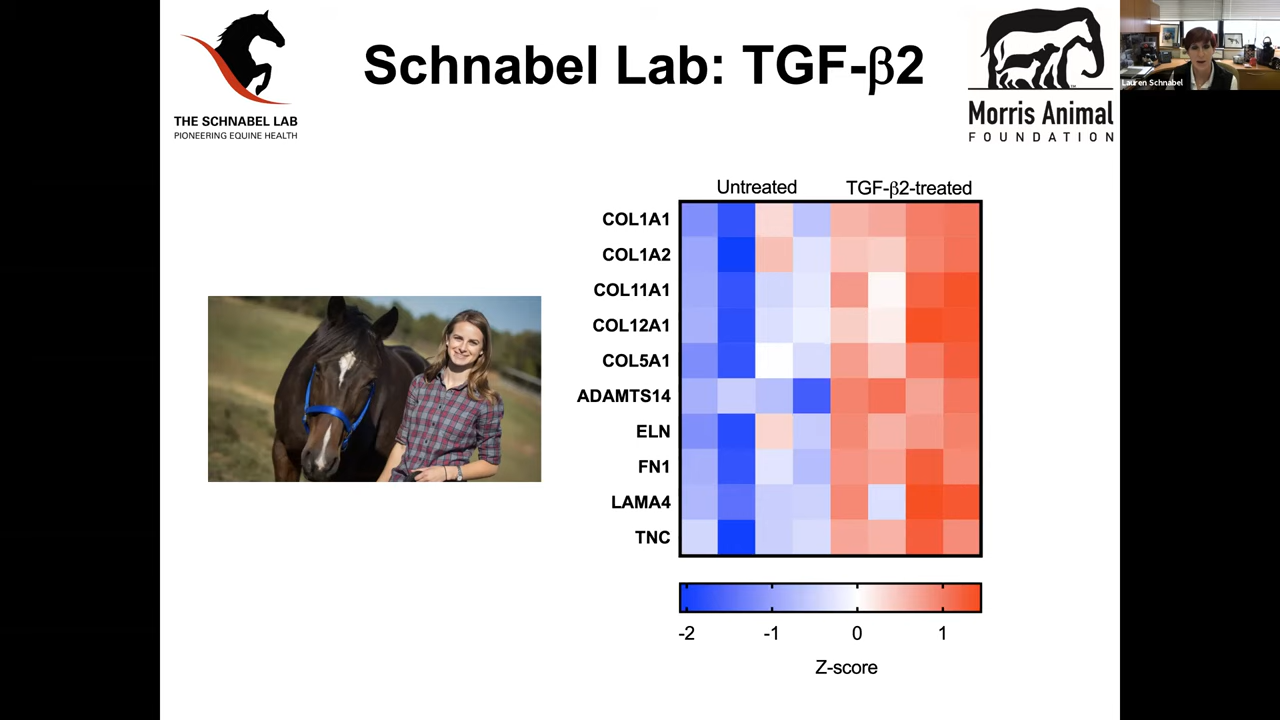 Schnabel Lab: TGF-β2
THE SCHNABEL LAB
PIONEERING EQUINE HEALTH
Morris Animal
FOUNDATION
Lauren Schnabel
Untreated
TGF-β2-treated
COL1A1
COL1A2
COL11A1
COL12A1
COL5A1
ADAMTS14
ELN
FN1
LAMA4
TNC
-2
-1
0
1
Z-score